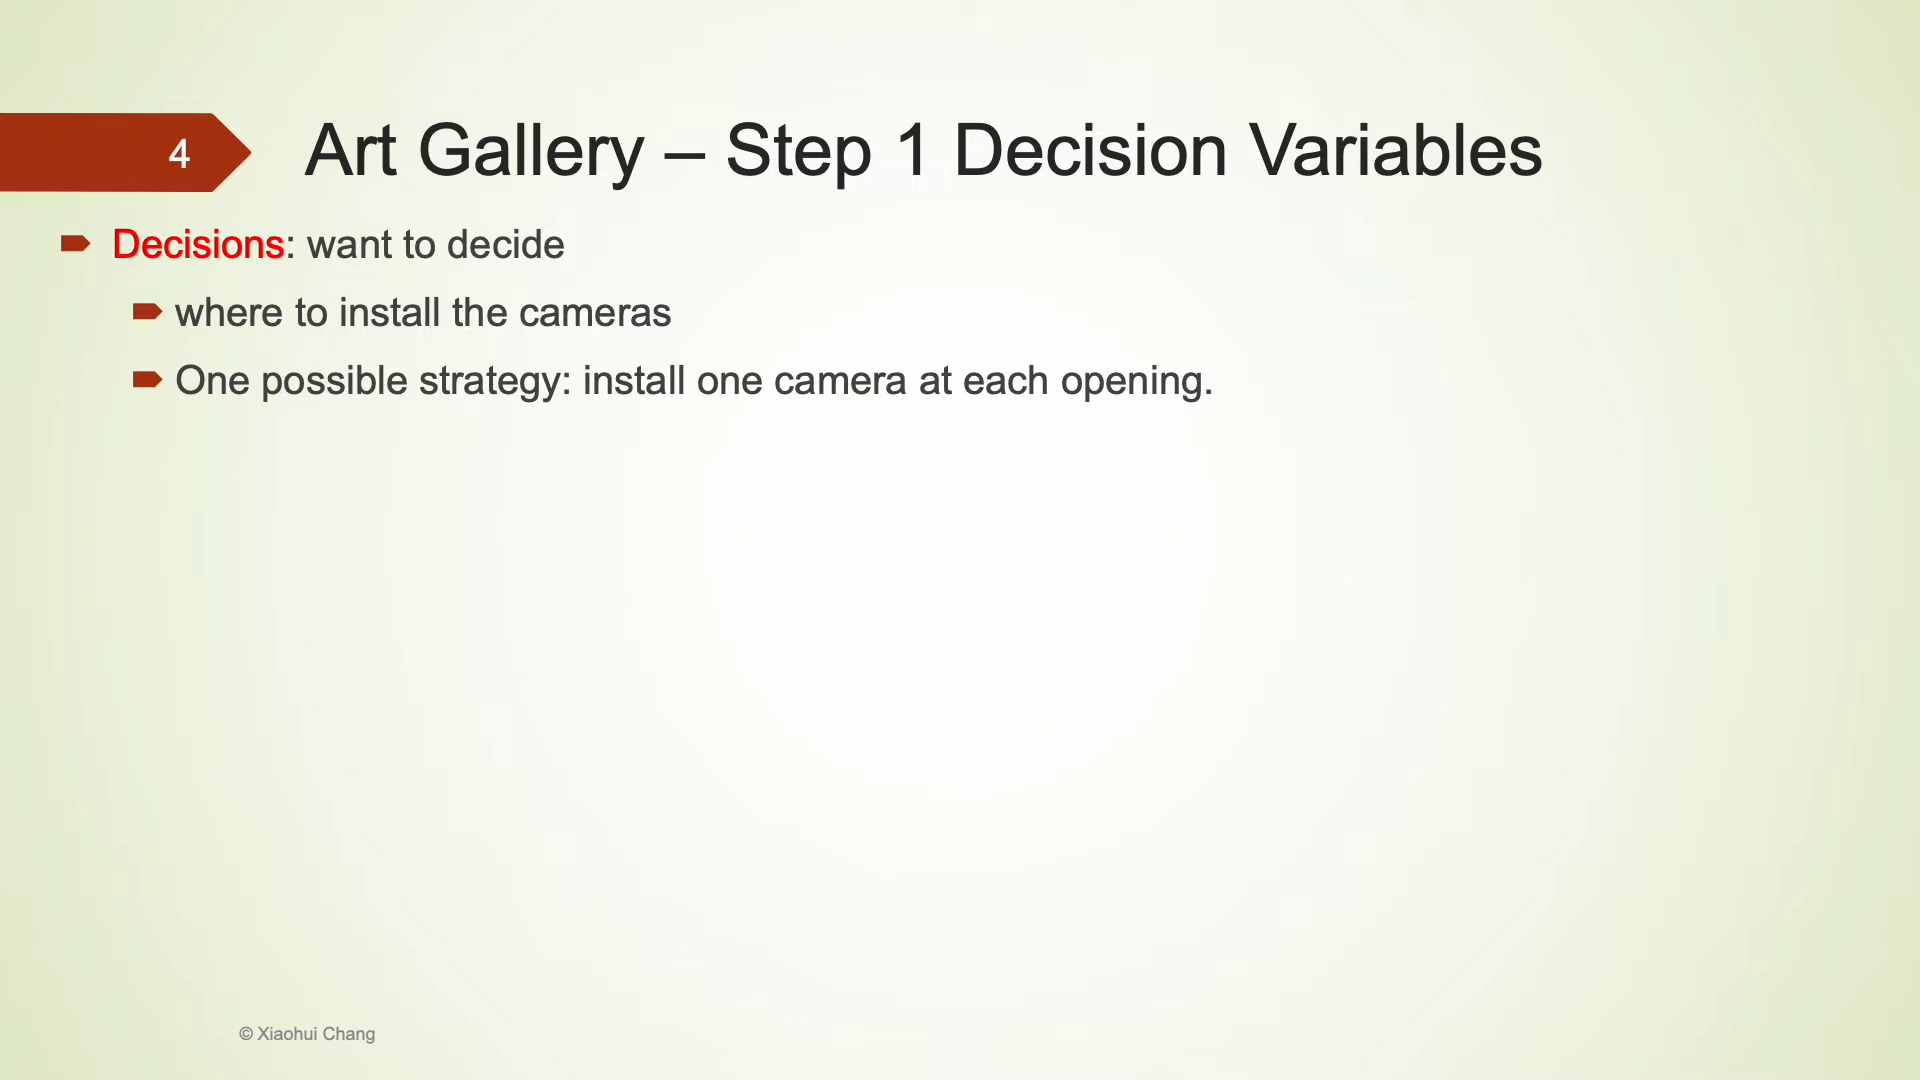 4
Art Gallery – Step 1 Decision Variables
Decisions: want to decide
where to install the cameras
One possible strategy: install one camera at each opening.
© Xiaohui Chang